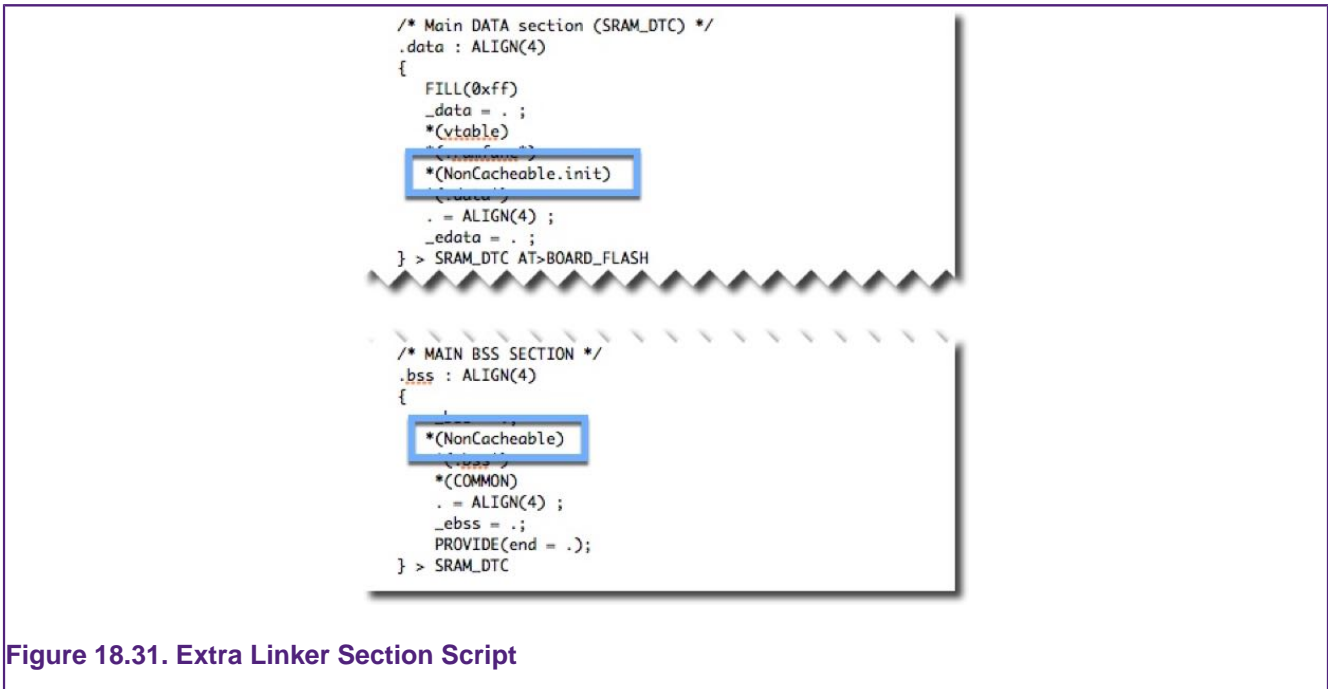 /* Main DATA section (SRAM_DTC) */
.data : ALIGN(4)
{
FILL(0xff)
_data = . ;
*(vtable)
*(NonCacheable.init)
. = ALIGN(4) ;
_edata = . ;
} > SRAM_DTC AT>BOARD_FLASH
/* MAIN BSS SECTION */
.bss : ALIGN(4)
{
*(NonCacheable)
*(COMMON)
. = ALIGN(4) ;
_ebss = .;
PROVIDE(end = .);
} > SRAM_DTC
Figure 18.31. Extra Linker Section Script